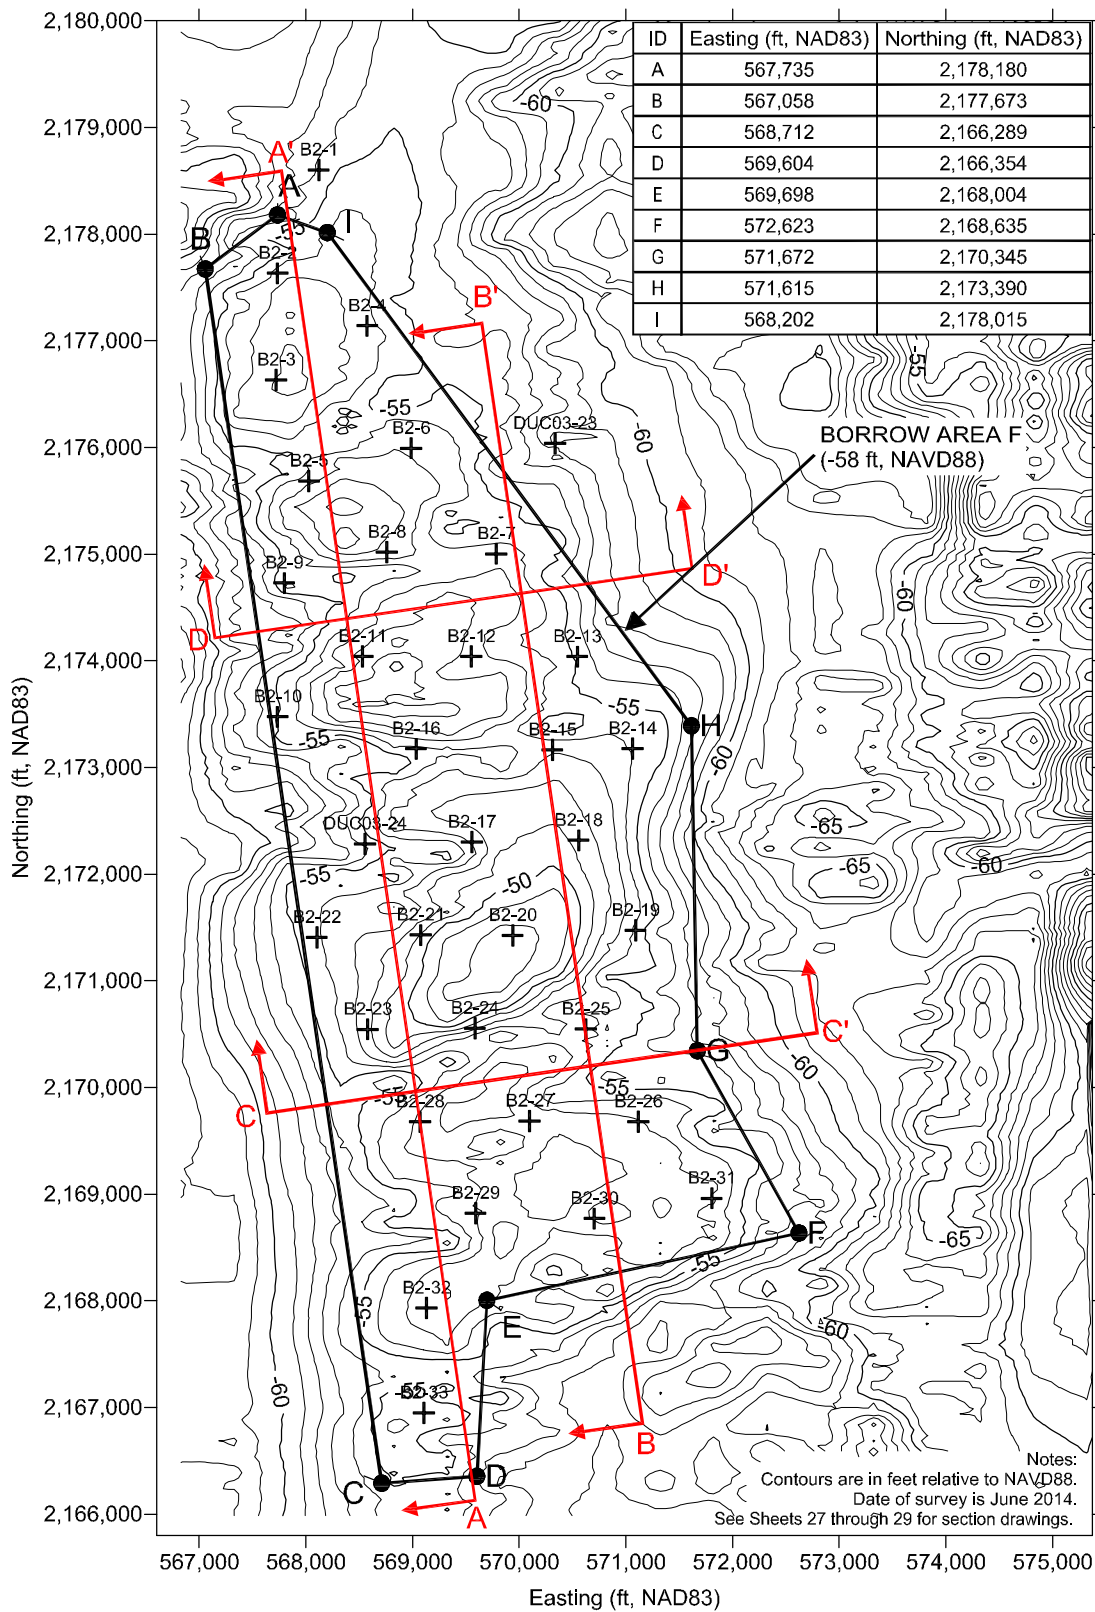 2,180,000
2,179,000
2,178,000
2,177,000
2,176,000
2,175,000
2,174,000
2,173,000
2,172,000
2,171,000
2,170,000
2,169,000
2,168,000
2,167,000
2,166,000
Northing (ft, NAD83)
567,000 568,000 569,000 570,000 571,000 572,000 573,000 574,000 575,000
Easting (ft, NAD83)
ID Easting (ft, NAD83) Northing (ft, NAD83)
A 567,735 2,178,180
B 567,058 2,177,673
C 568,712 2,166,289
D 569,604 2,166,354
E 569,698 2,168,004
F 572,623 2,168,635
G 571,672 2,170,345
H 571,615 2,173,390
I 568,202 2,178,015
-60
A'
B2-1
A
I
B
-55
B2-2
B2-4
B'
B2-3
-55
-55
B2-6
DUC03-23
-60
BORROW AREA F
(-58 ft, NAVD88)
B2-5
B2-8
B2-7
B2-9
D'
-60
D
B2-11
B2-12
B2-13
B2-10
-55
-55
B2-16
B2-15
B2-14
H
-60
DUC03-24
B2-17
B2-18
-65
-65
-60
-55
-50
B2-22
B2-21
B2-20
B2-19
B2-23
B2-24
B2-25
C'
G
-60
-55
-55
C
B2-28
B2-27
B2-26
B2-29
B2-30
B2-31
F
-65
-55
B2-32
-55
E
-60
-55
B2-33
-60
B
C
D
A
Notes:
Contours are in feet relative to NAVD88.
Date of survey is June 2014.
See Sheets 27 through 29 for section drawings.